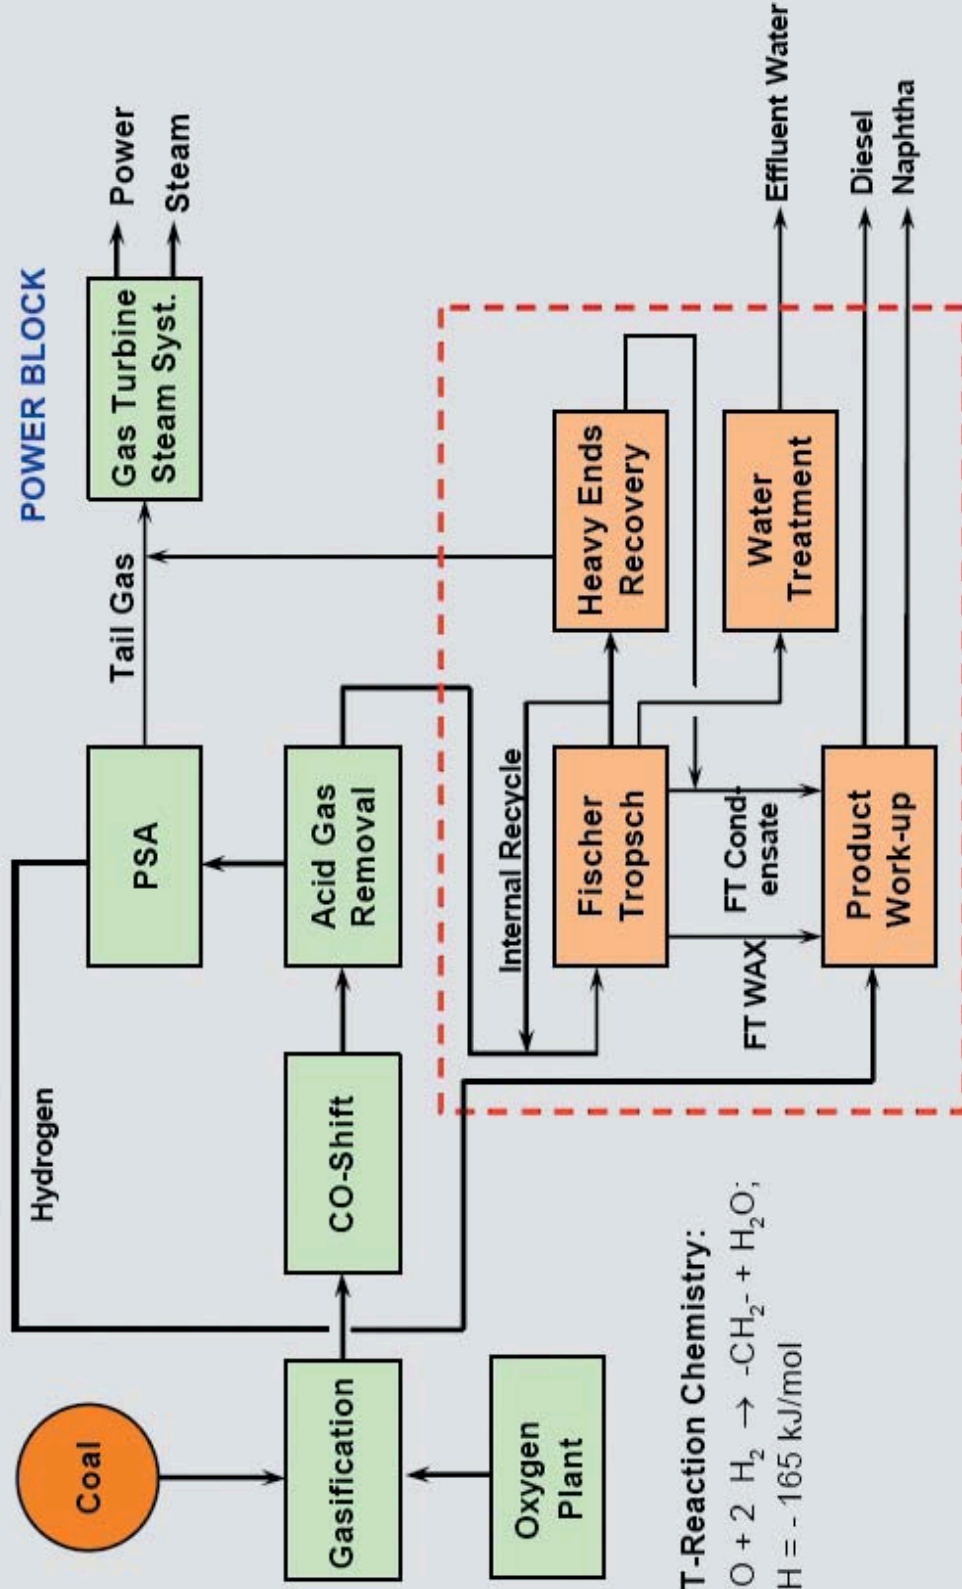 POWER BLOCK
Coal
Hydrogen
PSA
Tail Gas
Gas Turbine
Steam Syst.
Power
Steam
Gasification
CO-Shift
Acid Gas
Removal
Oxygen
Plant
Internal Recycle
Fischer
Tropsch
Heavy Ends
Recovery
FT WAX
FT Cond-
ensate
Water
Treatment
Effluent Water
Product
Work-up
Diesel
Naphtha
T-Reaction Chemistry:
O + 2 H₂ → -CH₂- + H₂O;
H = - 165 kJ/mol